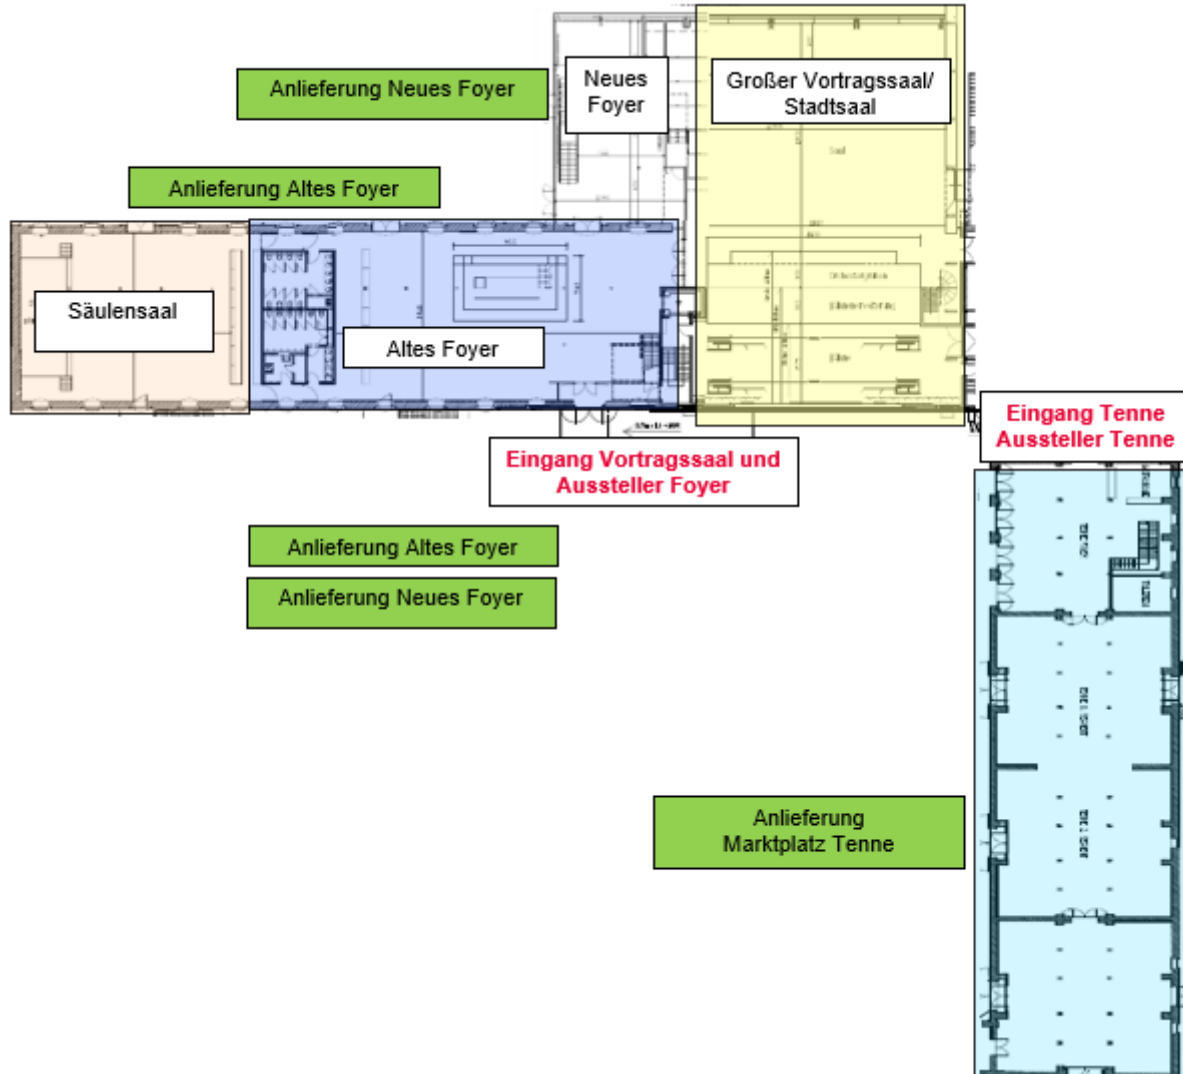 Anlieferung Neues Foyer
Neues
Foyer
Großer Vortragssaal/
Stadtsaal
Anlieferung Altes Foyer
Säulensaal
Altes Foyer
Eingang Vortragssaal und
Aussteller Foyer
Eingang Tenne
Aussteller Tenne
Anlieferung Altes Foyer
Anlieferung Neues Foyer
Anlieferung
Marktplatz Tenne